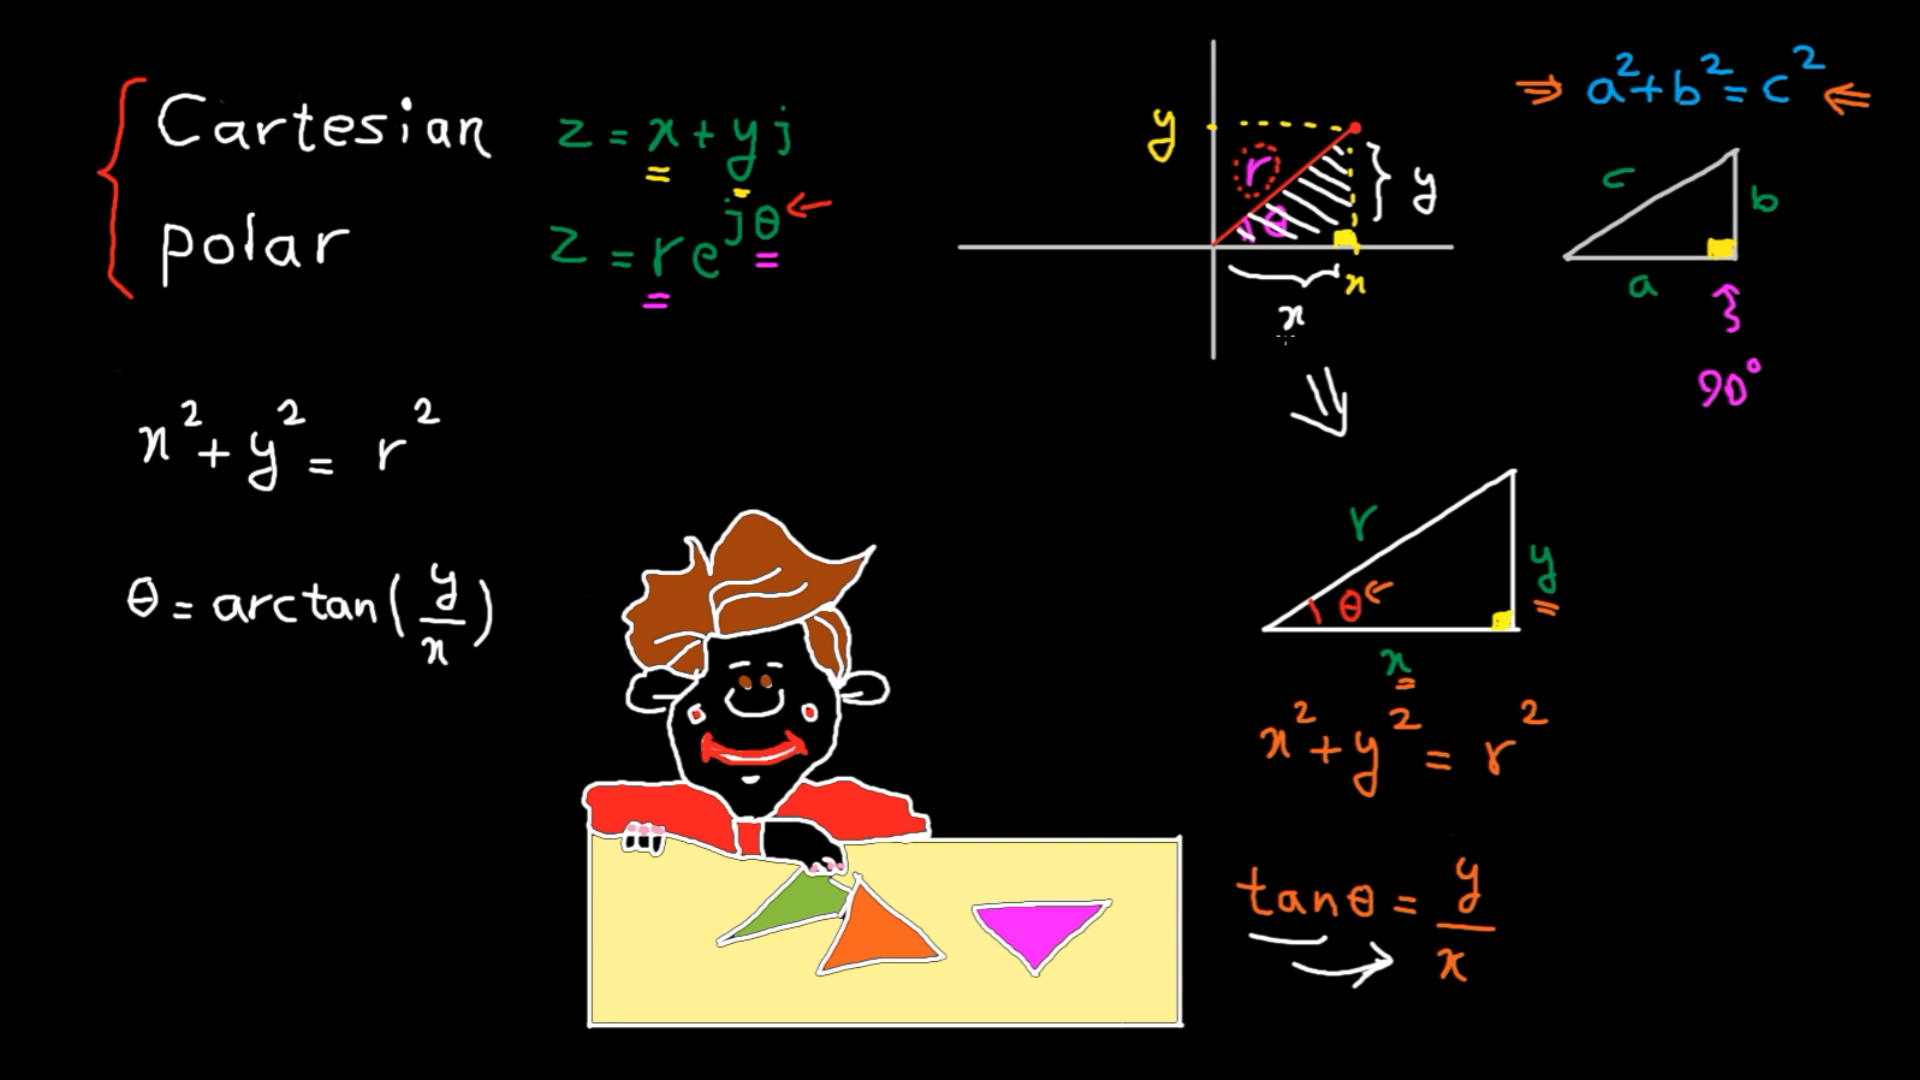 Cartesian z = x + yj
polar z = re^{jθ}
x² + y² = r²
θ = arctan(y/x)
y
r
θ
y
x
x
⇒ a² + b² = c² ⇐
c
b
a
90°
r
θ
y
x
x² + y² = r²
tanθ = y/x